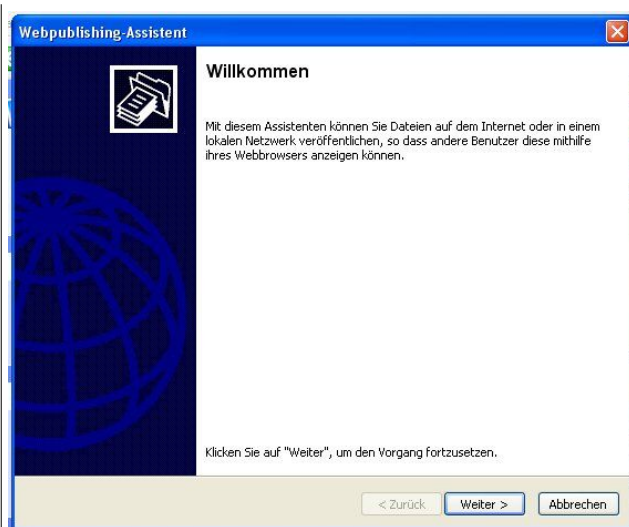 Webpublishing-Assistent
Willkommen
Mit diesem Assistenten können Sie Dateien auf dem Internet oder in einem
lokalen Netzwerk veröffentlichen, so dass andere Benutzer diese mithilfe
ihres Webbrowsers anzeigen können.
Klicken Sie auf "Weiter", um den Vorgang fortzusetzen.
< Zurück Weiter > Abbrechen